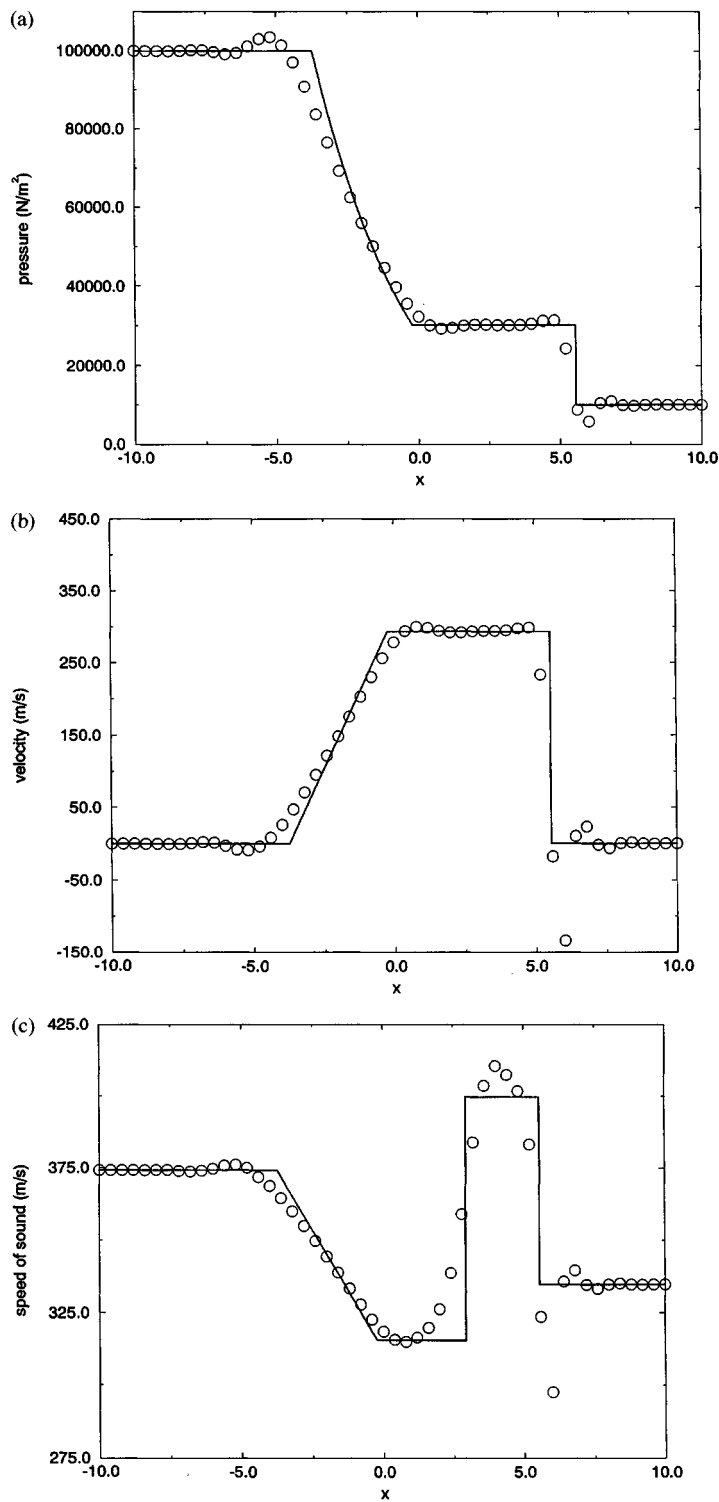 (a)
100000.0
80000.0
60000.0
40000.0
20000.0
0.0
pressure (N/m²)
-10.0 -5.0 0.0 5.0 10.0
x
(b)
450.0
350.0
250.0
150.0
50.0
-50.0
-150.0
velocity (m/s)
-10.0 -5.0 0.0 5.0 10.0
x
(c)
425.0
375.0
325.0
275.0
speed of sound (m/s)
-10.0 -5.0 0.0 5.0 10.0
x